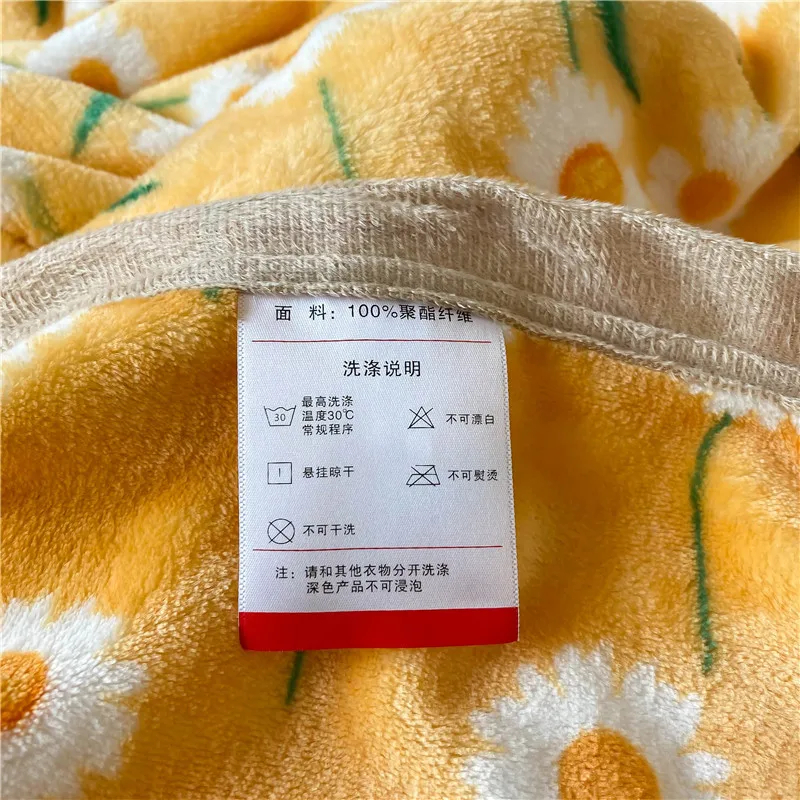 面 料：100%聚酯纤维
洗涤说明
30
最高洗涤
温度30℃
常规程序
不可漂白
悬挂晾干
不可熨烫
不可干洗
注：请和其他衣物分开洗涤
深色产品不可浸泡